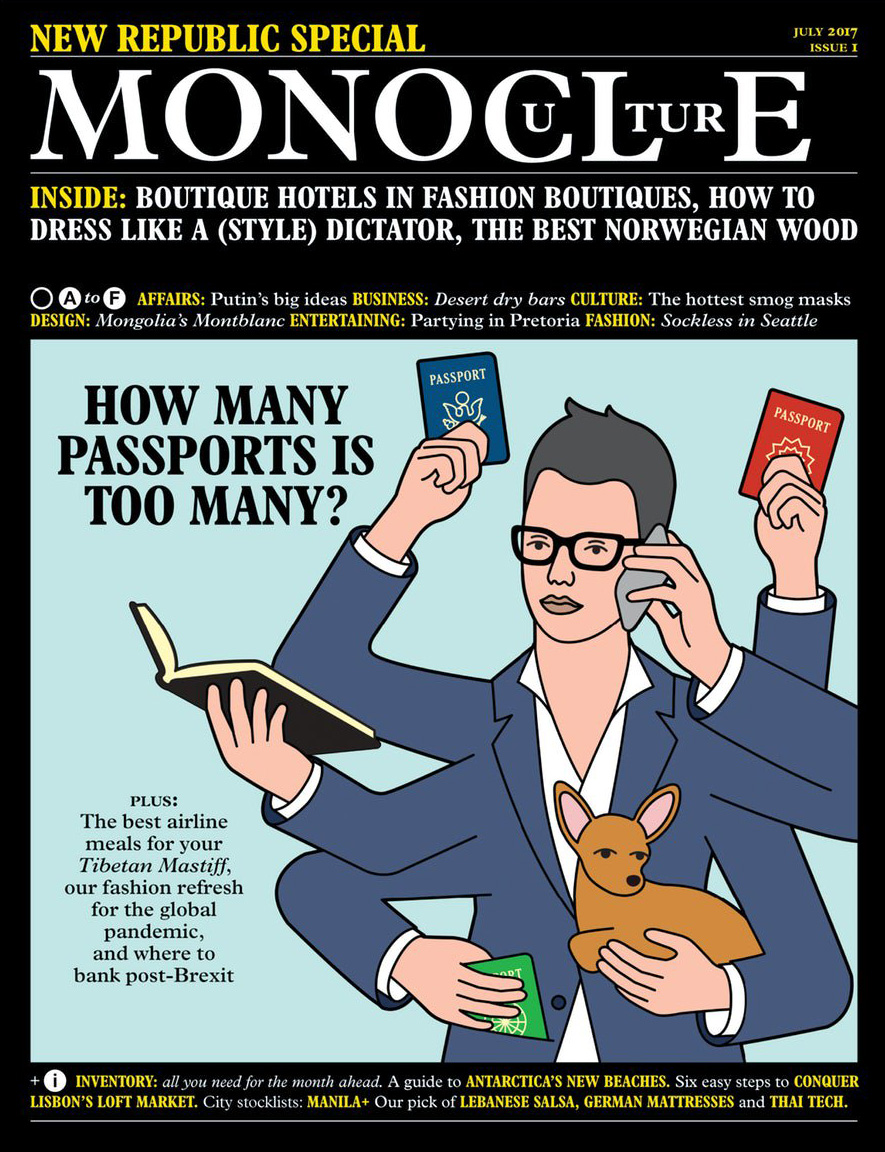 NEW REPUBLIC SPECIAL
JULY 2017
ISSUE 1
MONOCULTURE
INSIDE: BOUTIQUE HOTELS IN FASHION BOUTIQUES, HOW TO
DRESS LIKE A (STYLE) DICTATOR, THE BEST NORWEGIAN WOOD
A to F AFFAIRS: Putin's big ideas BUSINESS: Desert dry bars CULTURE: The hottest smog masks
DESIGN: Mongolia's Montblanc ENTERTAINING: Partying in Pretoria FASHION: Sockless in Seattle
HOW MANY
PASSPORTS IS
TOO MANY?
PASSPORT
PASSPORT
PLUS:
The best airline
meals for your
Tibetan Mastiff,
our fashion refresh
for the global
pandemic,
and where to
bank post-Brexit
PORT
+ i INVENTORY: all you need for the month ahead. A guide to ANTARCTICA'S NEW BEACHES. Six easy steps to CONQUER
LISBON'S LOFT MARKET. City stocklists: MANILA+ Our pick of LEBANESE SALSA, GERMAN MATTRESSES and THAI TECH.